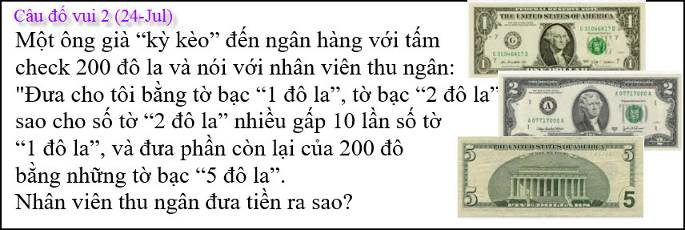 Câu đố vui 2 (24-Jul)
Một ông già “kỳ kèo” đến ngân hàng với tấm
check 200 đô la và nói với nhân viên thu ngân:
"Đưa cho tôi bằng tờ bạc “1 đô la”, tờ bạc “2 đô la”
sao cho số tờ “2 đô la” nhiều gấp 10 lần số tờ
“1 đô la”, và đưa phần còn lại của 200 đô
bằng những tờ bạc “5 đô la”.
Nhân viên thu ngân đưa tiền ra sao?
THE UNITED STATES OF AMERICA
A 07717000 A
A 07717000 A
THE UNITED STATES OF AMERICA
FIVE DOLLARS